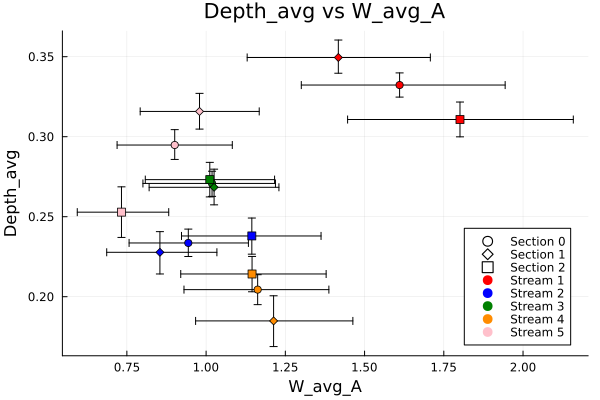 Depth_avg vs W_avg_A
Depth_avg
0.35
0.30
0.25
0.20
Section 0
Section 1
Section 2
Stream 1
Stream 2
Stream 3
Stream 4
Stream 5
0.75 1.00 1.25 1.50 1.75 2.00
W_avg_A